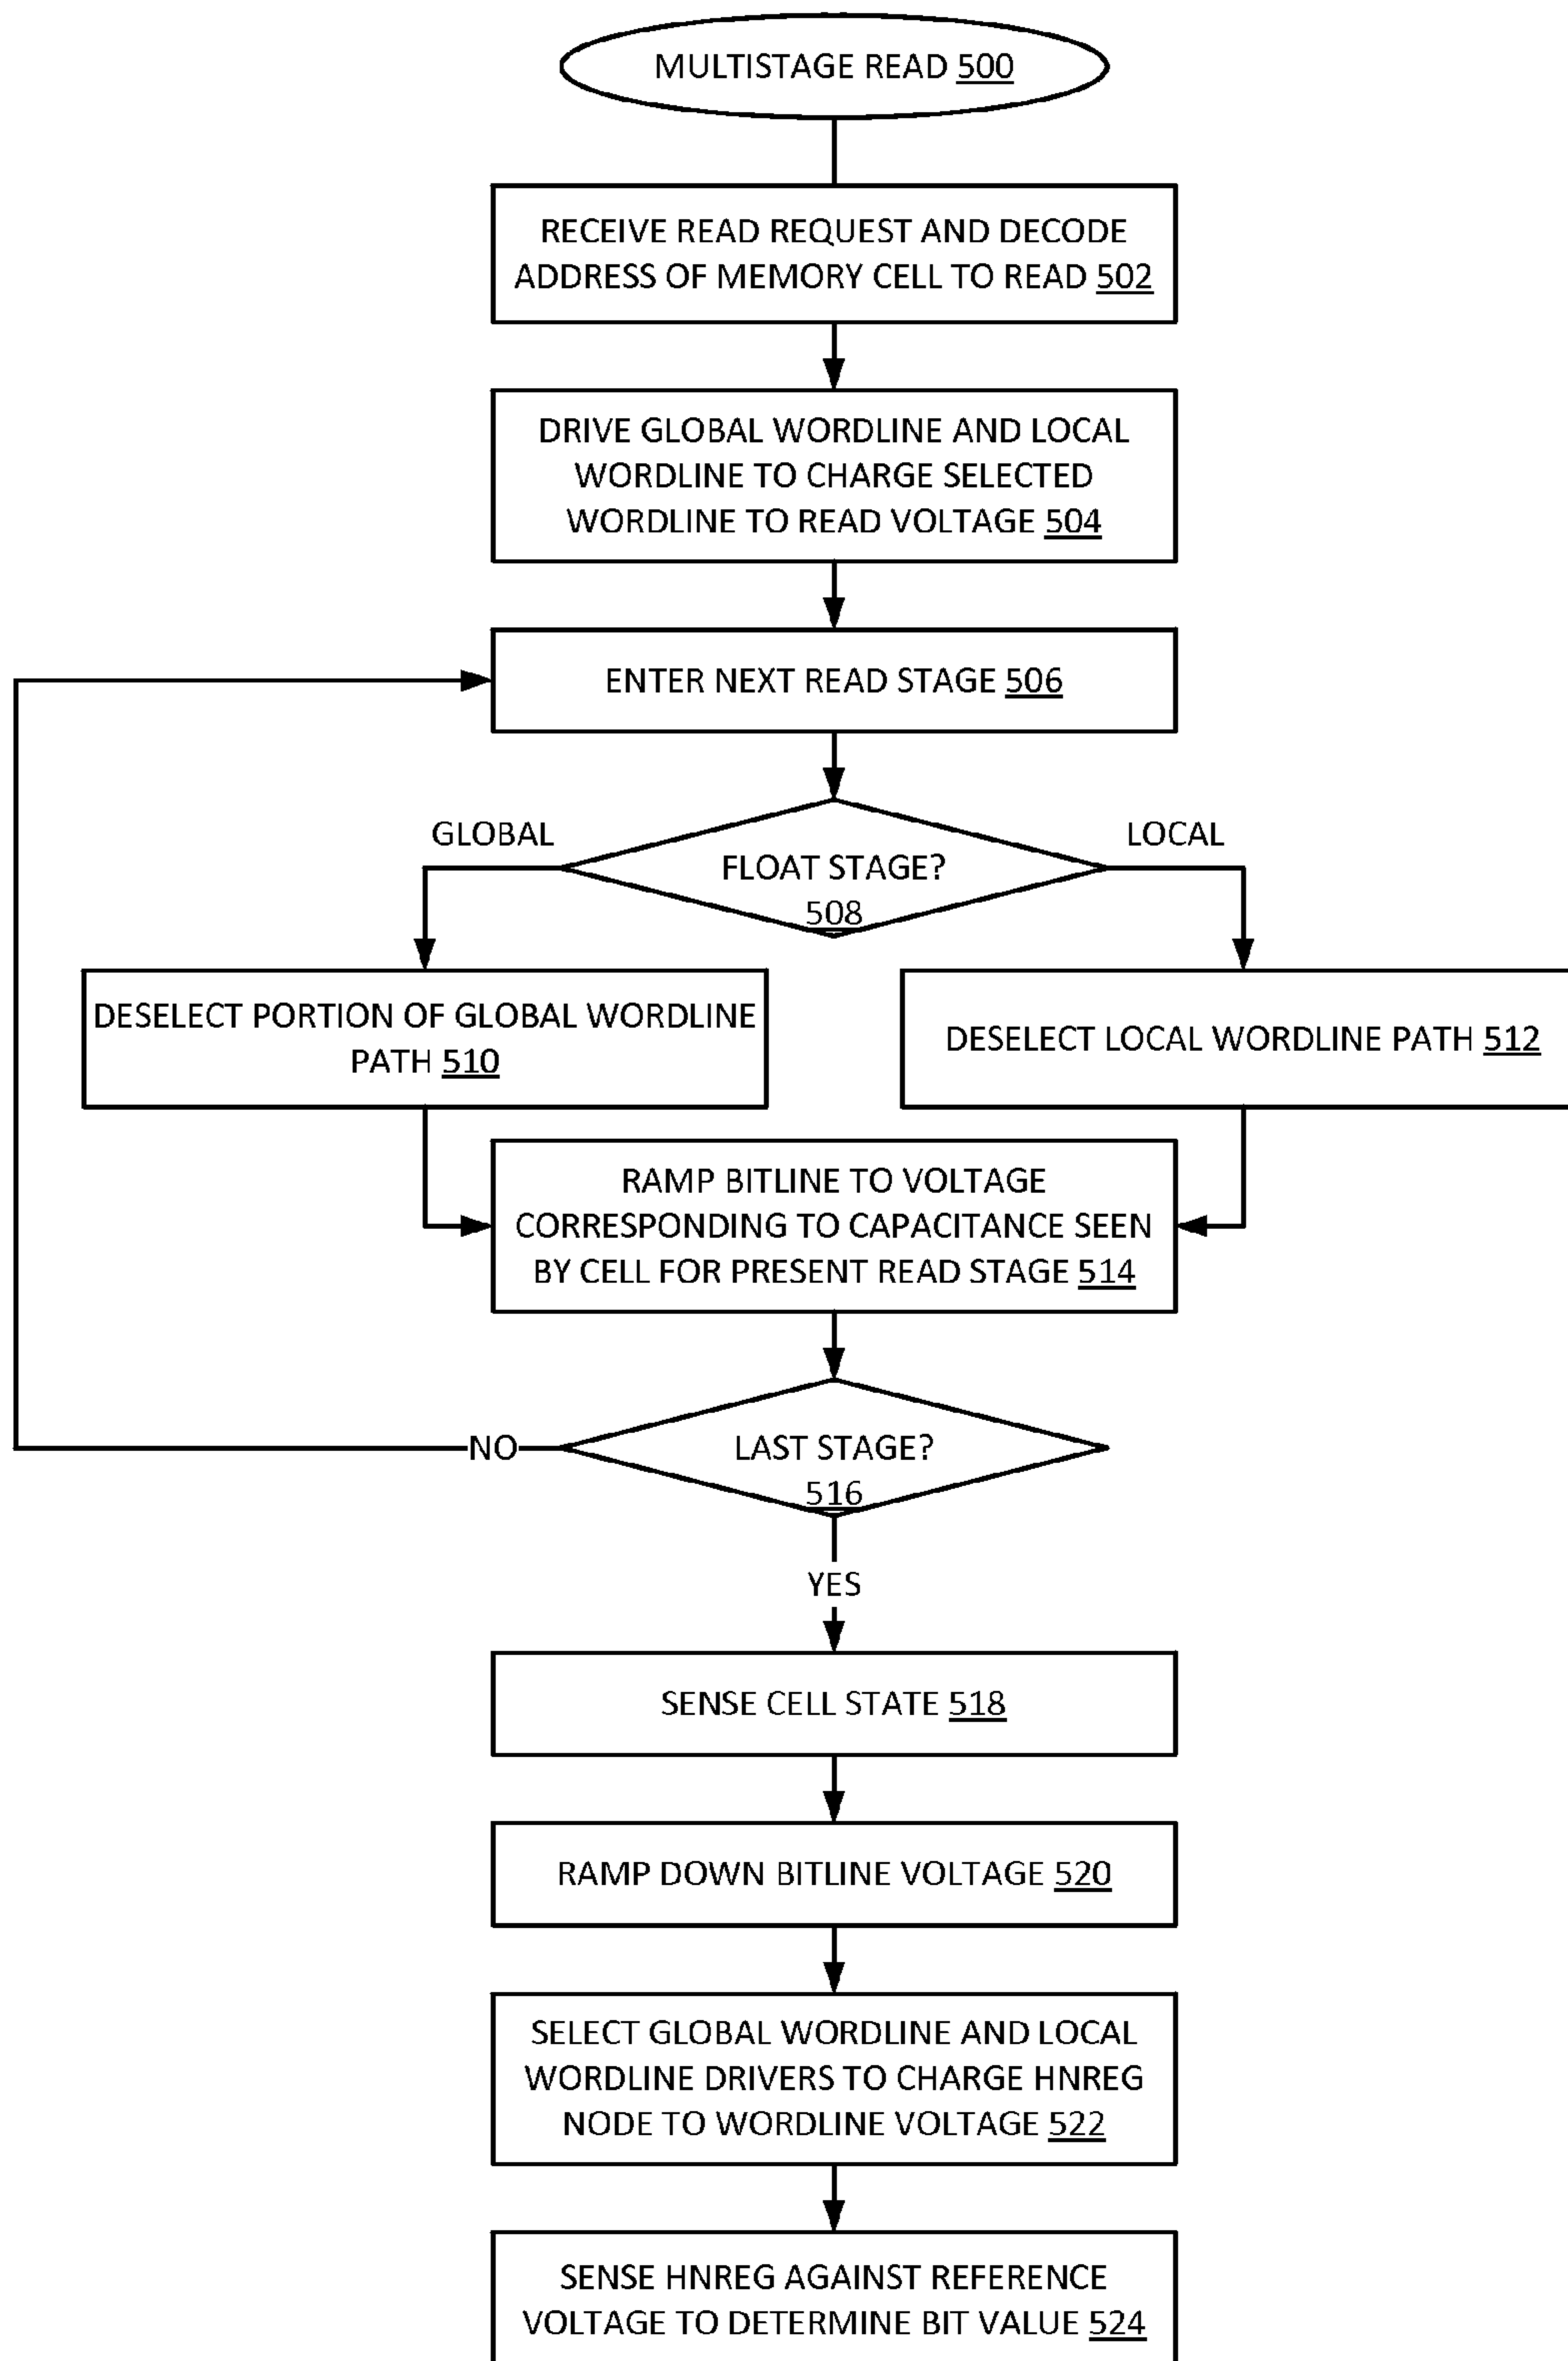 MULTISTAGE READ 500
RECEIVE READ REQUEST AND DECODE
ADDRESS OF MEMORY CELL TO READ 502
DRIVE GLOBAL WORDLINE AND LOCAL
WORDLINE TO CHARGE SELECTED
WORDLINE TO READ VOLTAGE 504
ENTER NEXT READ STAGE 506
GLOBAL
LOCAL
FLOAT STAGE?
508
DESELECT PORTION OF GLOBAL WORDLINE
PATH 510
DESELECT LOCAL WORDLINE PATH 512
RAMP BITLINE TO VOLTAGE
CORRESPONDING TO CAPACITANCE SEEN
BY CELL FOR PRESENT READ STAGE 514
NO
LAST STAGE?
516
YES
SENSE CELL STATE 518
RAMP DOWN BITLINE VOLTAGE 520
SELECT GLOBAL WORDLINE AND LOCAL
WORDLINE DRIVERS TO CHARGE HNREG
NODE TO WORDLINE VOLTAGE 522
SENSE HNREG AGAINST REFERENCE
VOLTAGE TO DETERMINE BIT VALUE 524